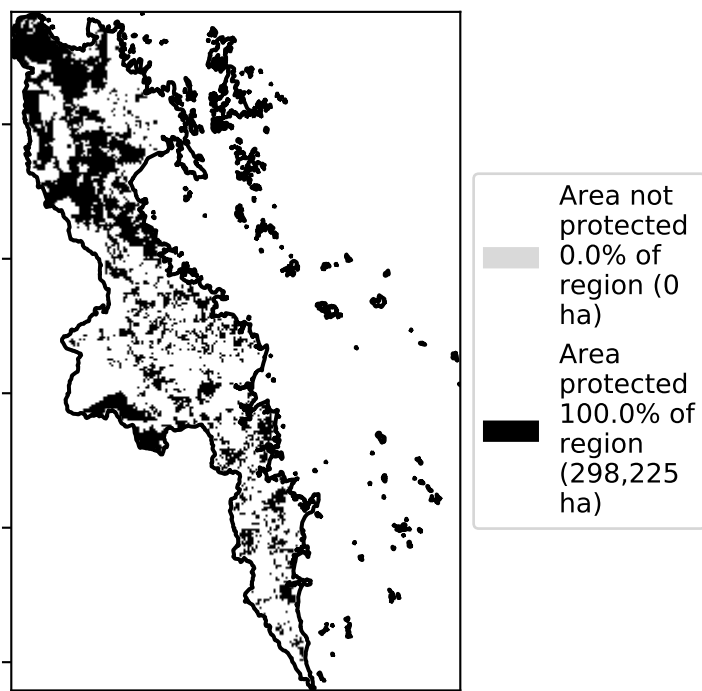 Area not
protected
0.0% of
region (0
ha)
Area
protected
100.0% of
region
(298,225
ha)